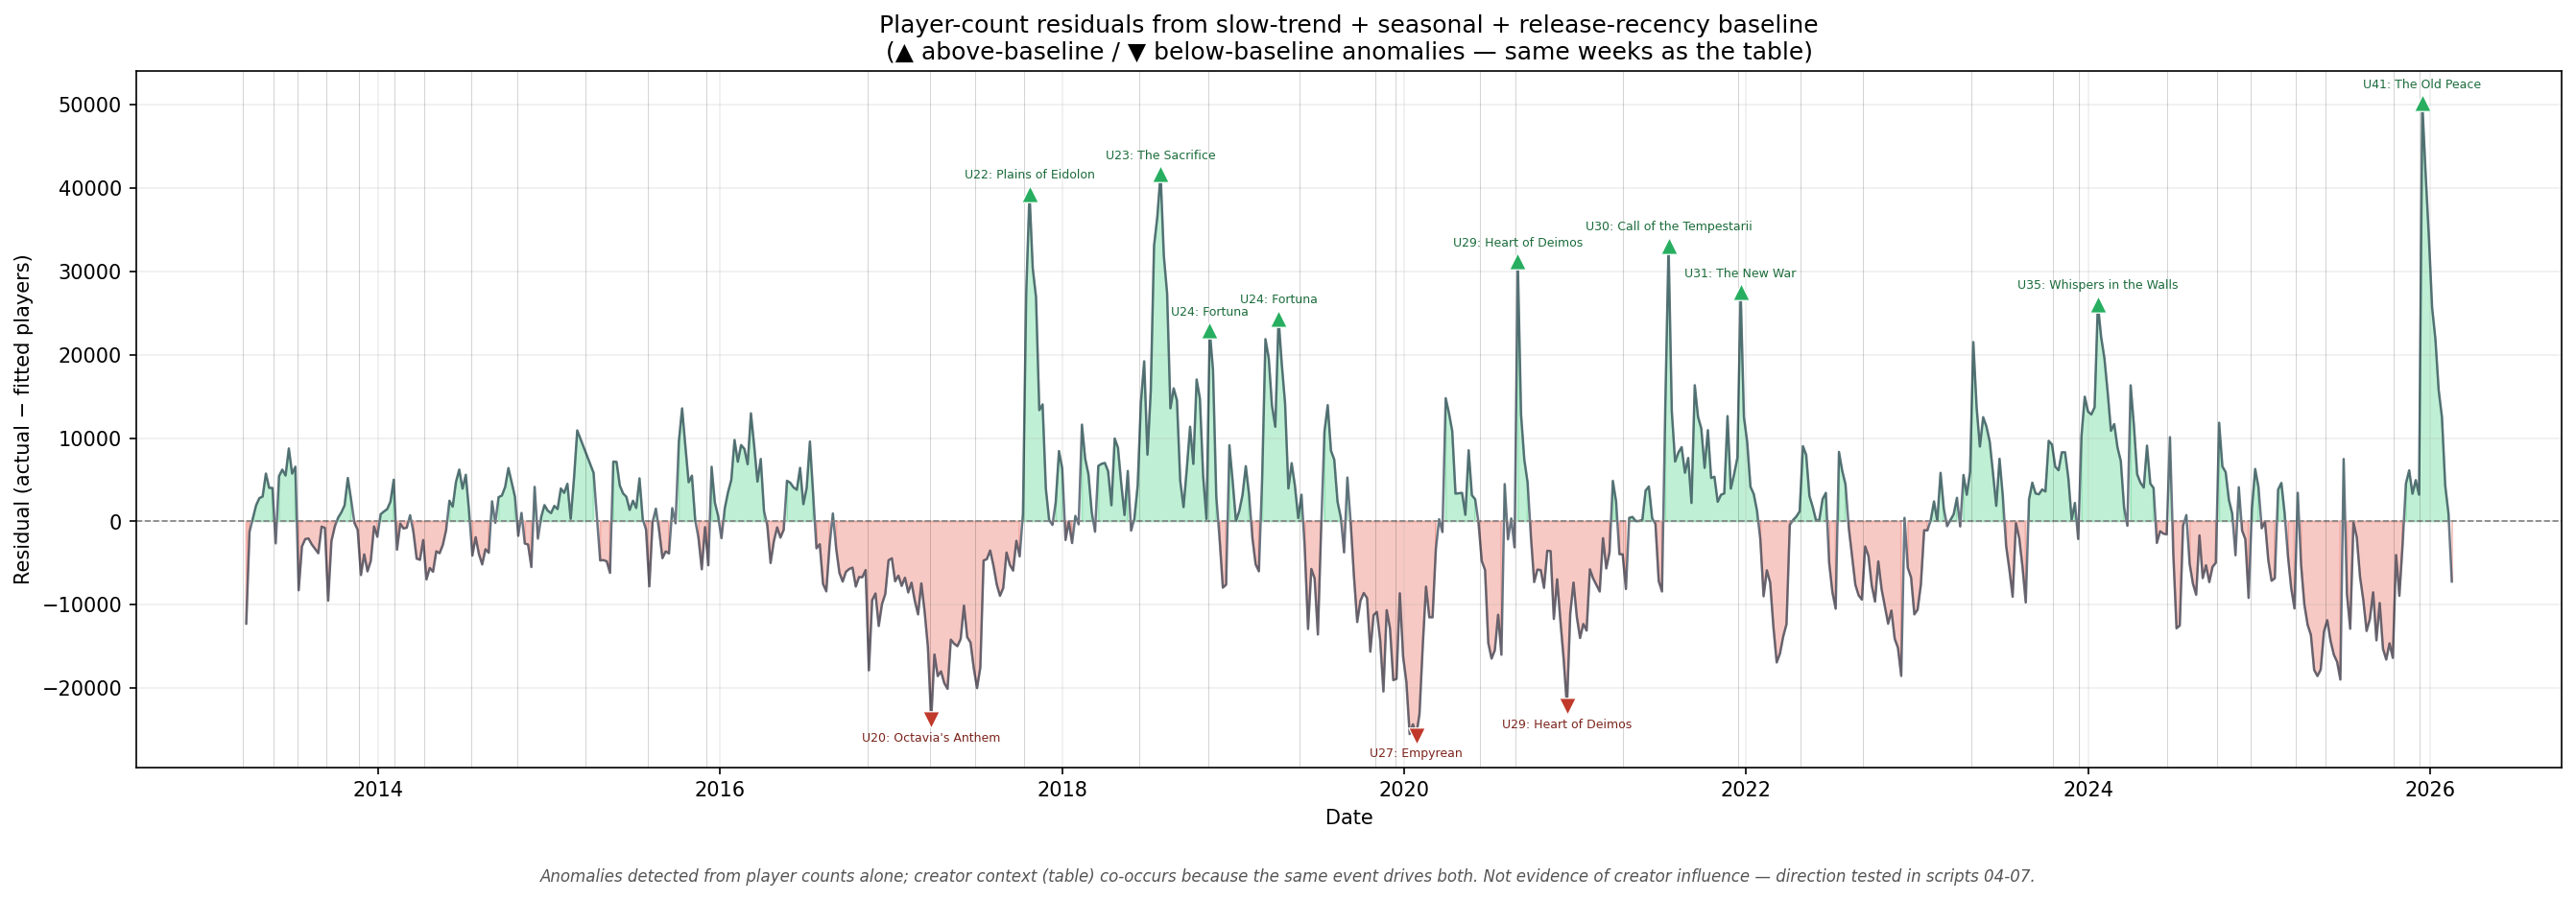 Player-count residuals from slow-trend + seasonal + release-recency baseline
(▲ above-baseline / ▼ below-baseline anomalies — same weeks as the table)
U41: The Old Peace
50000
U23: The Sacrifice
U22: Plains of Eidolon
40000
U30: Call of the Tempestarii
U29: Heart of Deimos
30000
U31: The New War
U35: Whispers in the Walls
U24: Fortuna
U24: Fortuna
20000
10000
0
−10000
−20000
U29: Heart of Deimos
U20: Octavia's Anthem
U27: Empyrean
Residual (actual − fitted players)
2014 2016 2018 2020 2022 2024 2026
Date
Anomalies detected from player counts alone; creator context (table) co-occurs because the same event drives both. Not evidence of creator influence — direction tested in scripts 04-07.